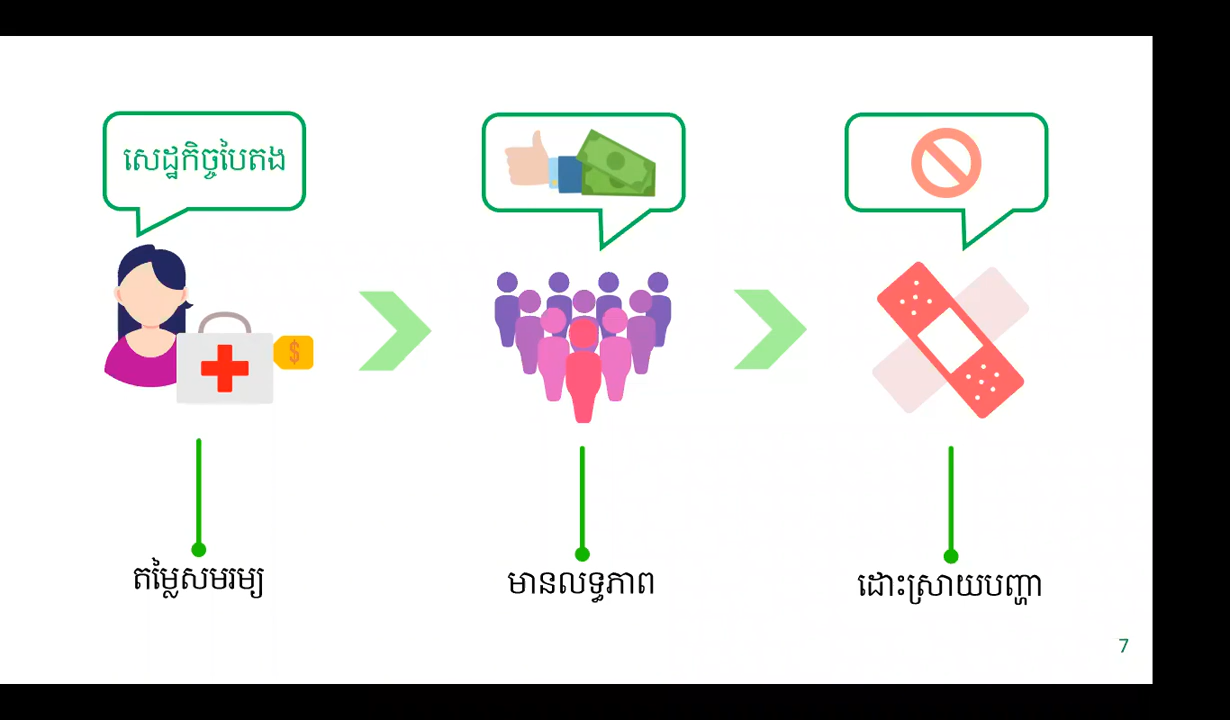 សេដ្ឋកិច្ចបៃតង
$
តម្លៃសមរម្យ
មានលទ្ធភាព
ដោះស្រាយបញ្ហា
7